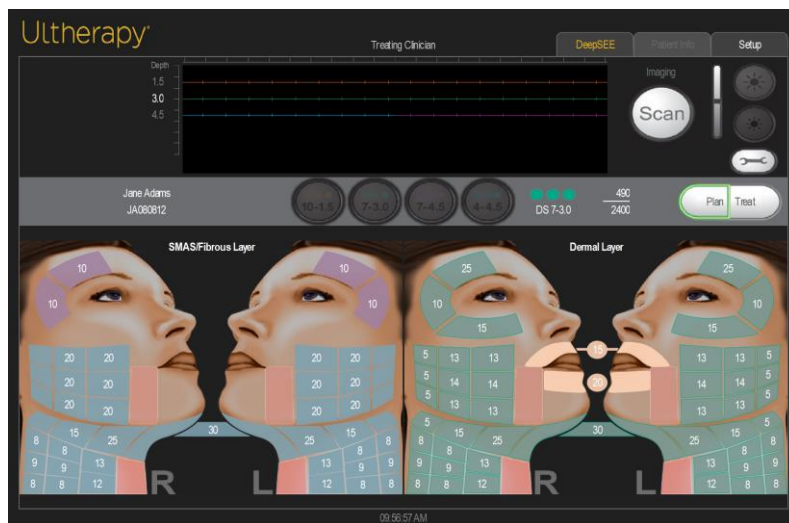 Ultherapy
Treating Clinician
DeepSEE
Patient Info
Setup
Depth
1.5
3.0
4.5
Imaging
Scan
Jane Adams
JA080812
10-1.5
7-3.0
7-4.5
4-4.5
DS 7-3.0
490
2400
Plan
Treat
SMAS/Fibrous Layer
Dermal Layer
10
10
10
10
20 20
20 20
20 20
20 20
20 20
20 20
15
25
30
25
15
8
8
8
9
9
13
8
8
12
8
8
13
9
9
12
8
8
25
10
15
25
10
15
15
20
5 13 13
5 14 14
5 13 13
13 13 5
14 14 5
13 13 5
15
25
30
25
15
8
8
8
9
9
13
8
8
12
8
8
13
9
9
12
8
8
R
L
R
L
09:56:57 AM